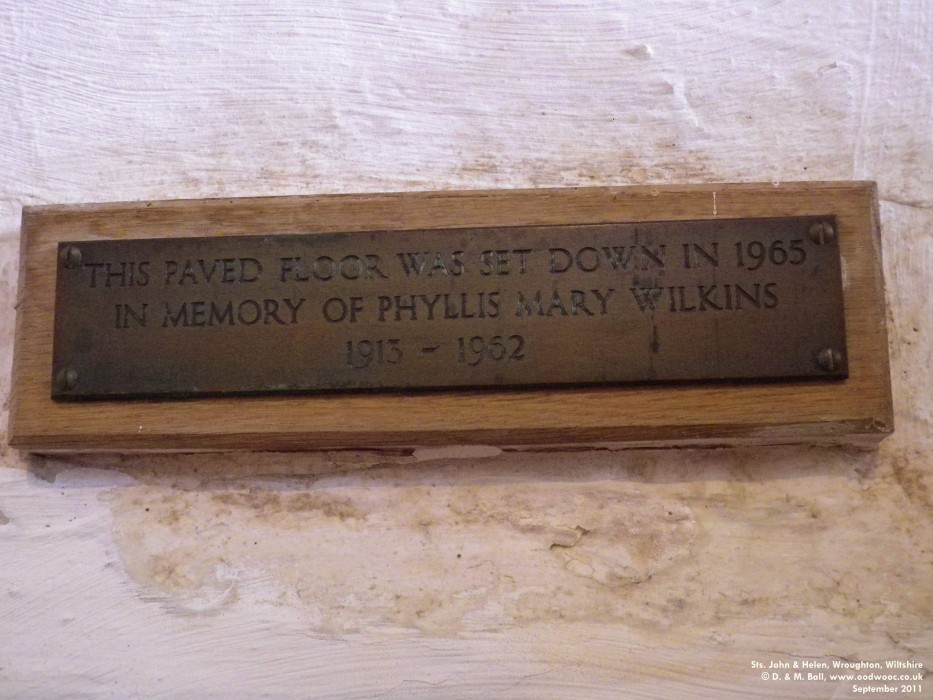 THIS PAVED FLOOR WAS SET DOWN IN 1965
IN MEMORY OF PHYLLIS MARY WILKINS
1913 - 1962
Sts. John & Helen, Wroughton, Wiltshire
© D. & M. Ball, www.oodwooc.co.uk
September 2011